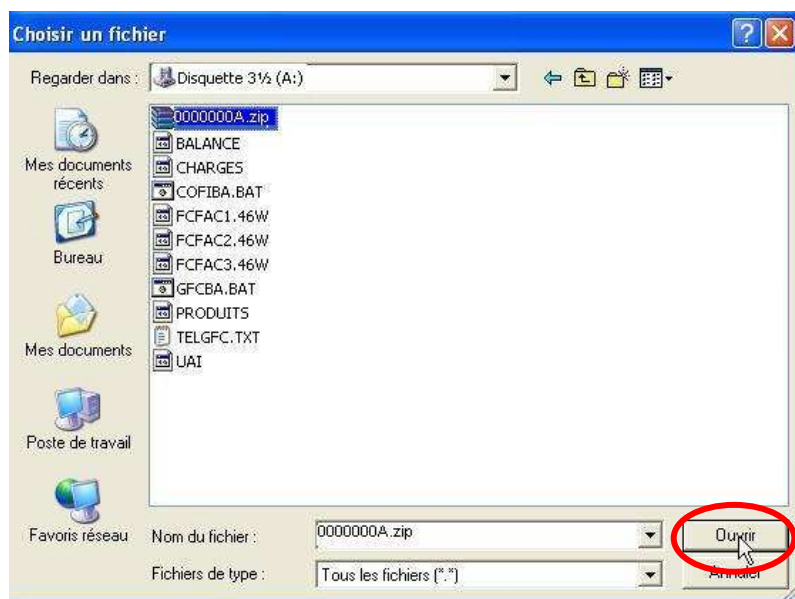 Choisir un fichier
Regarder dans :
Disquette 3½ (A:)
Mes documents
récents
Bureau
Mes documents
Poste de travail
Favoris réseau
0000000A.zip
BALANCE
CHARGES
COFIBA.BAT
FCFAC1.46W
FCFAC2.46W
FCFAC3.46W
GFCBA.BAT
PRODUITS
TELGFC.TXT
UAI
Nom du fichier :
0000000A.zip
Ouvrir
Fichiers de type :
Tous les fichiers (*.*)
Annuler